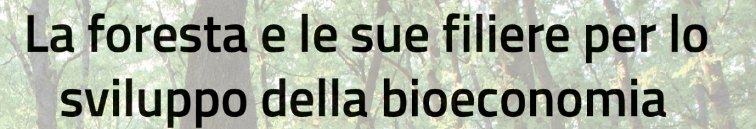 La foresta e le sue filiere per lo
sviluppo della bioeconomia